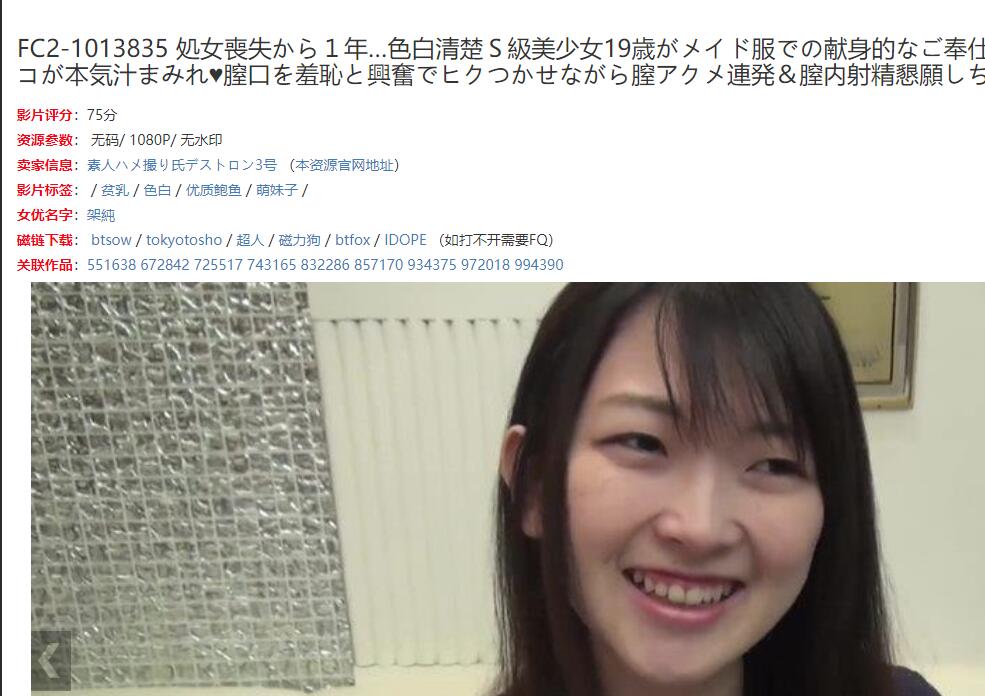 FC2-1013835 処女喪失から１年…色白清楚Ｓ級美少女19歳がメイド服での献身的なご奉仕
コが本気汁まみれ♥膣口を羞恥と興奮でヒクつかせながら膣アクメ連発＆膣内射精懇願しち
影片评分：75分
资源参数： 无码/ 1080P/ 无水印
卖家信息：素人ハメ撮り氏デストロン3号 （本资源官网地址）
影片标签： / 贫乳 / 色白 / 优质鲍鱼 / 萌妹子 /
女优名字：架純
磁链下载： btsow / tokyotosho / 超人 / 磁力狗 / btfox / IDOPE （如打不开需要FQ）
关联作品：551638 672842 725517 743165 832286 857170 934375 972018 994390